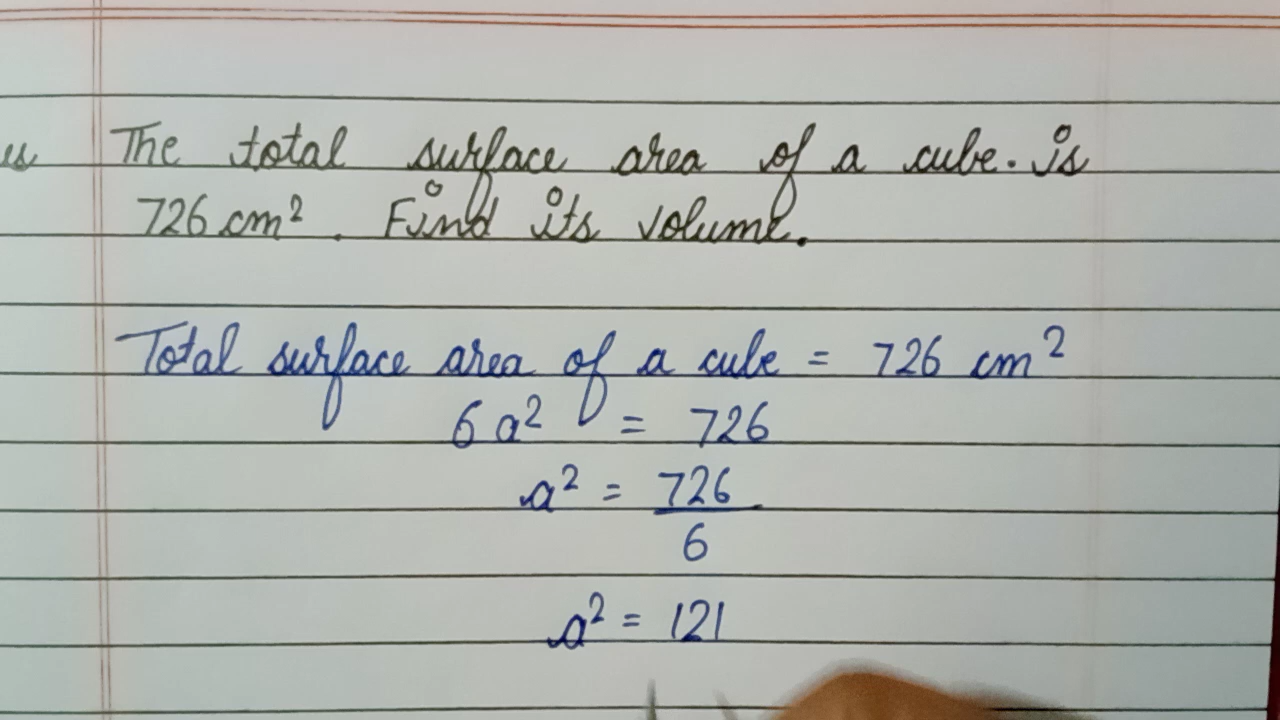 The total surface area of a cube. is
726 cm². Find its volume.
Total surface area of a cube = 726 cm²
6a² = 726
a² = 726
6
a² = 121